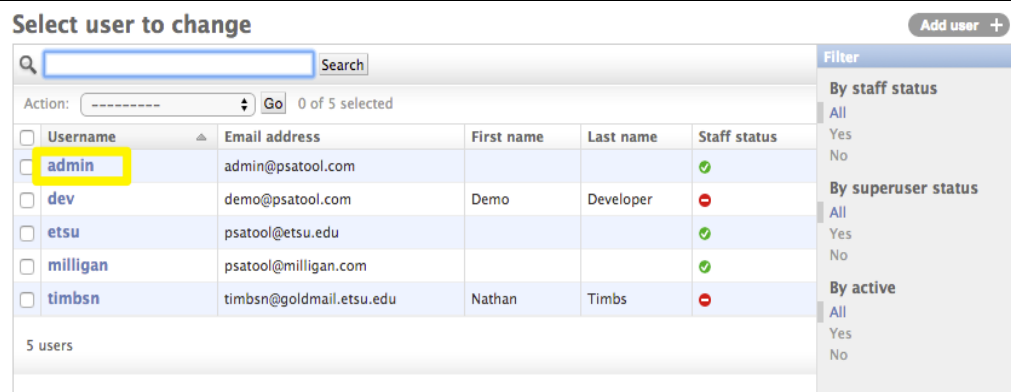 Select user to change
Add user +
Search
Action: --------- Go 0 of 5 selected
Username Email address First name Last name Staff status
admin admin@psatool.com
dev demo@psatool.com Demo Developer
etsu psatool@etsu.edu
milligan psatool@milligan.com
timbsn timbsn@goldmail.etsu.edu Nathan Timbs
5 users
Filter
By staff status
All
Yes
No
By superuser status
All
Yes
No
By active
All
Yes
No